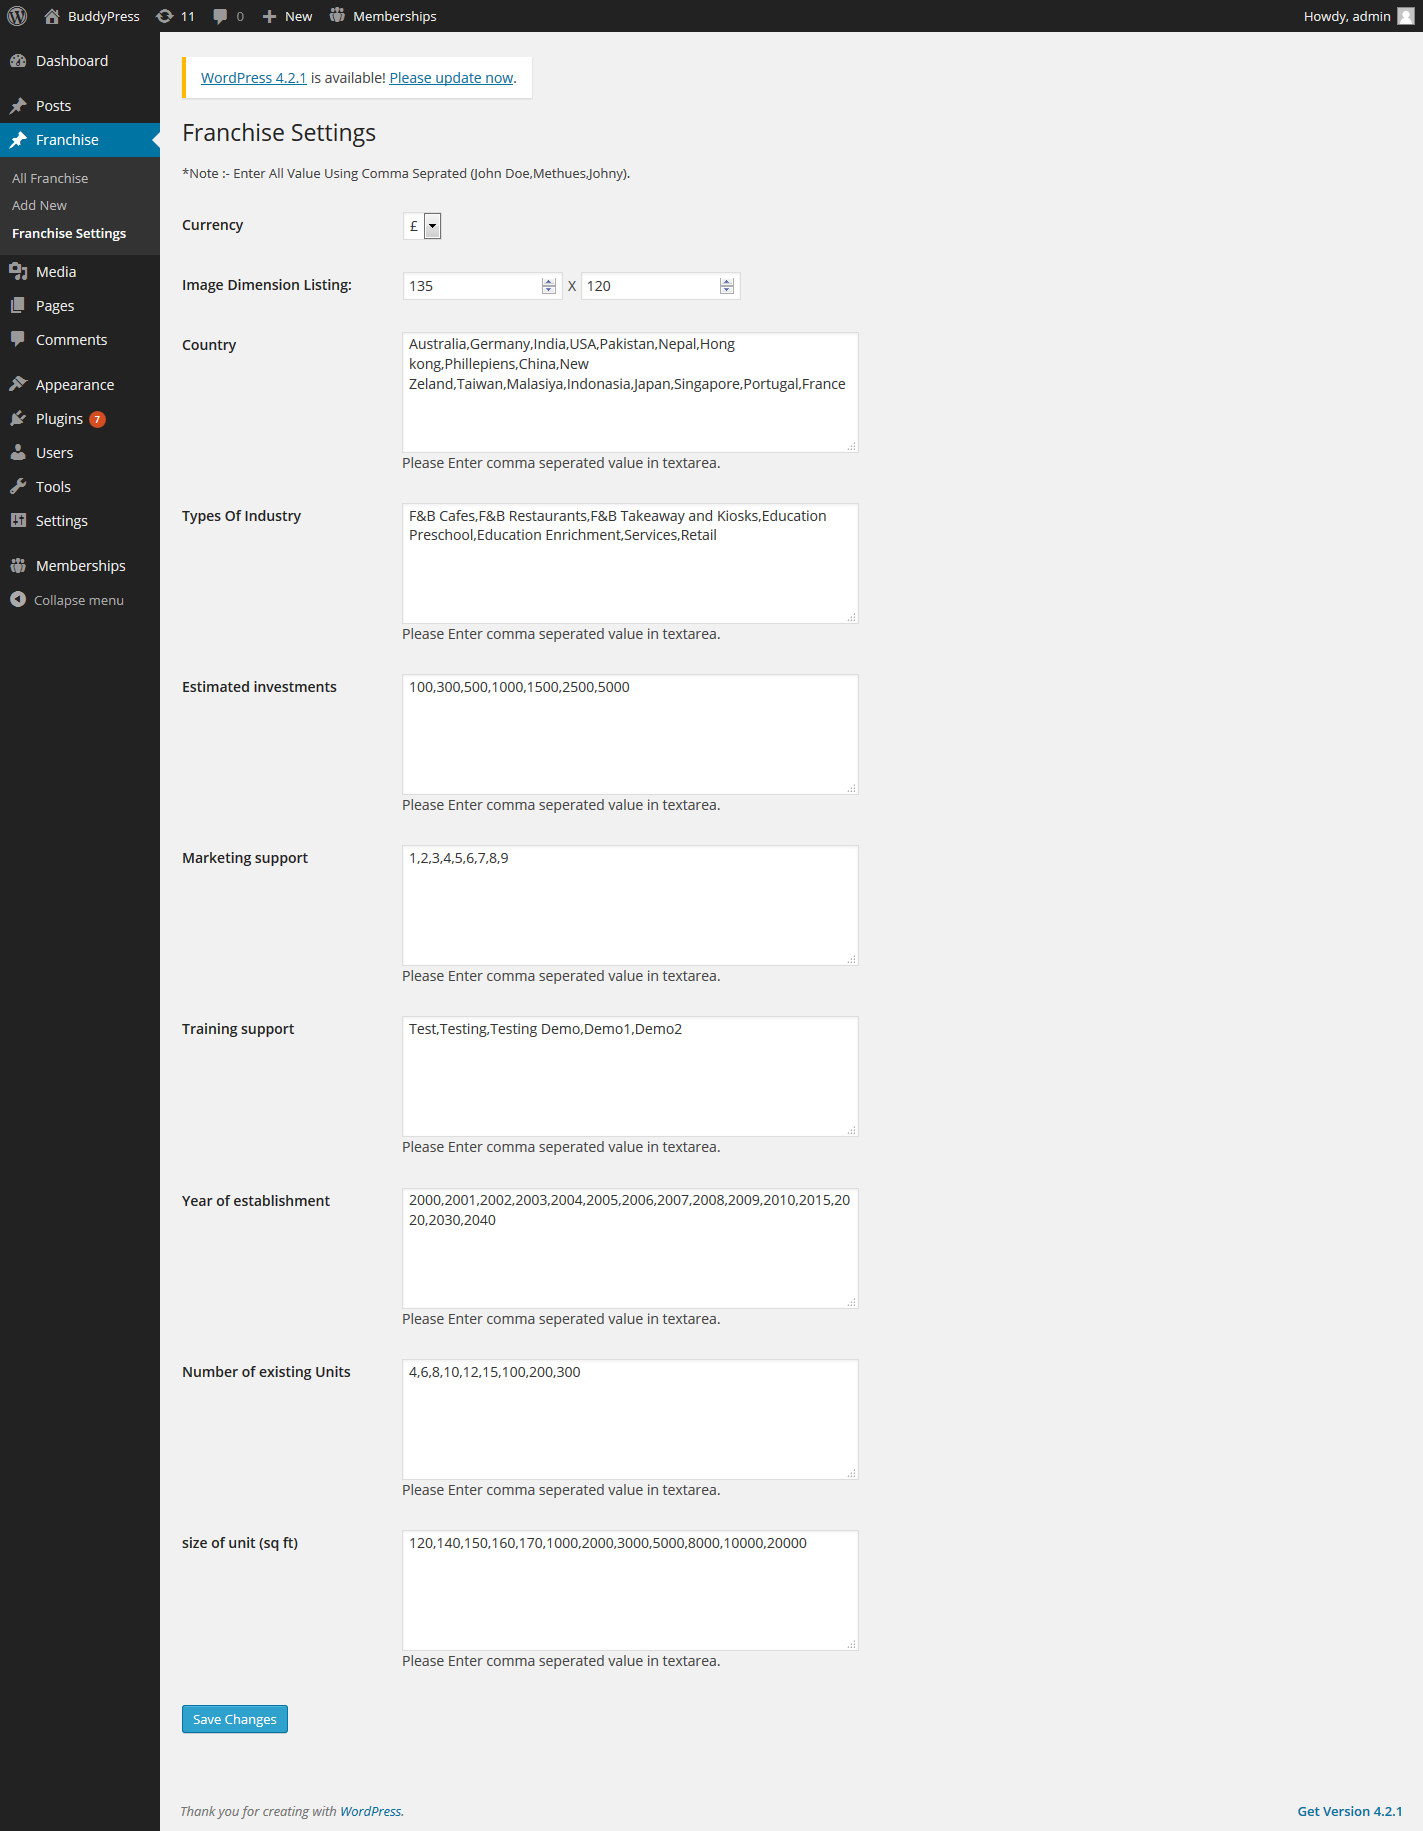 BuddyPress 11 0 New Memberships Howdy, admin
Dashboard
Posts
Franchise
All Franchise
Add New
Franchise Settings
Media
Pages
Comments
Appearance
Plugins 7
Users
Tools
Settings
Memberships
Collapse menu
WordPress 4.2.1 is available! Please update now.
Franchise Settings
*Note :- Enter All Value Using Comma Seprated (John Doe,Methues,Johny).
Currency £
Image Dimension Listing: 135 X 120
Country
Australia,Germany,India,USA,Pakistan,Nepal,Hong
kong,Phillepiens,China,New
Zeland,Taiwan,Malasiya,Indonasia,Japan,Singapore,Portugal,France
Please Enter comma seperated value in textarea.
Types Of Industry
F&B Cafes,F&B Restaurants,F&B Takeaway and Kiosks,Education
Preschool,Education Enrichment,Services,Retail
Please Enter comma seperated value in textarea.
Estimated investments
100,300,500,1000,1500,2500,5000
Please Enter comma seperated value in textarea.
Marketing support
1,2,3,4,5,6,7,8,9
Please Enter comma seperated value in textarea.
Training support
Test,Testing,Testing Demo,Demo1,Demo2
Please Enter comma seperated value in textarea.
Year of establishment
2000,2001,2002,2003,2004,2005,2006,2007,2008,2009,2010,2015,20
20,2030,2040
Please Enter comma seperated value in textarea.
Number of existing Units
4,6,8,10,12,15,100,200,300
Please Enter comma seperated value in textarea.
size of unit (sq ft)
120,140,150,160,170,1000,2000,3000,5000,8000,10000,20000
Please Enter comma seperated value in textarea.
Save Changes
Thank you for creating with WordPress.
Get Version 4.2.1